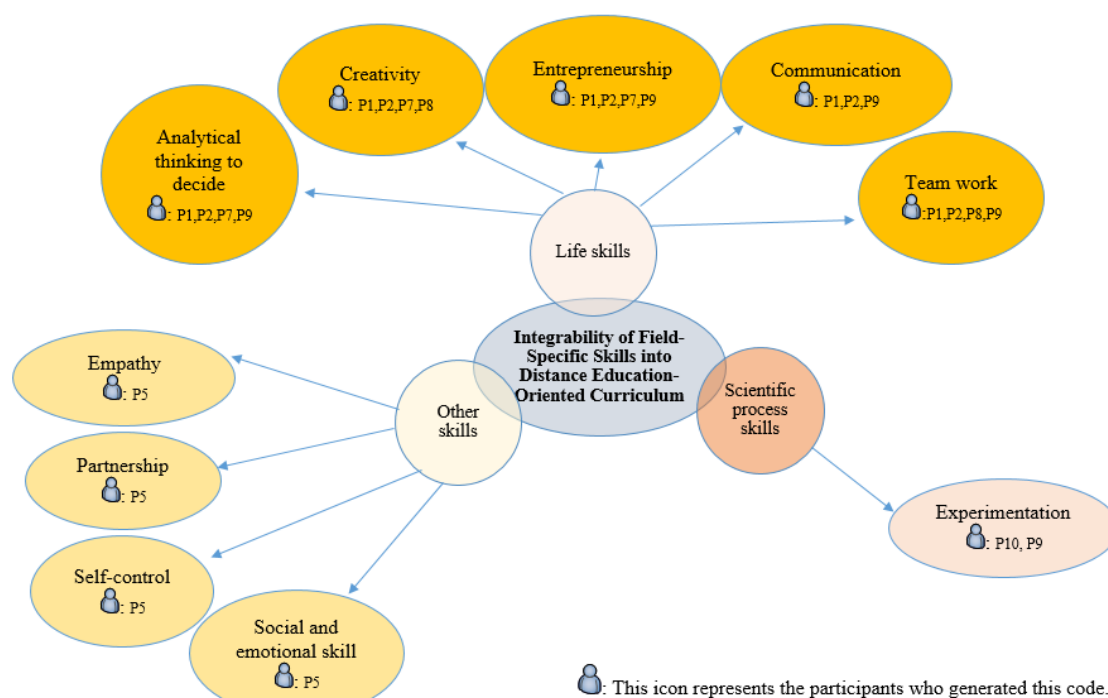 Creativity
: P1,P2,P7,P8
Entrepreneurship
: P1,P2,P7,P9
Communication
: P1,P2,P9
Analytical
thinking to
decide
: P1,P2,P7,P9
Team work
:P1,P2,P8,P9
Life skills
Integrability of Field-
Specific Skills into
Distance Education-
Oriented Curriculum
Empathy
: P5
Other
skills
Scientific
process
skills
Partnership
: P5
Experimentation
: P10, P9
Self-control
: P5
Social and
emotional skill
: P5
: This icon represents the participants who generated this code.